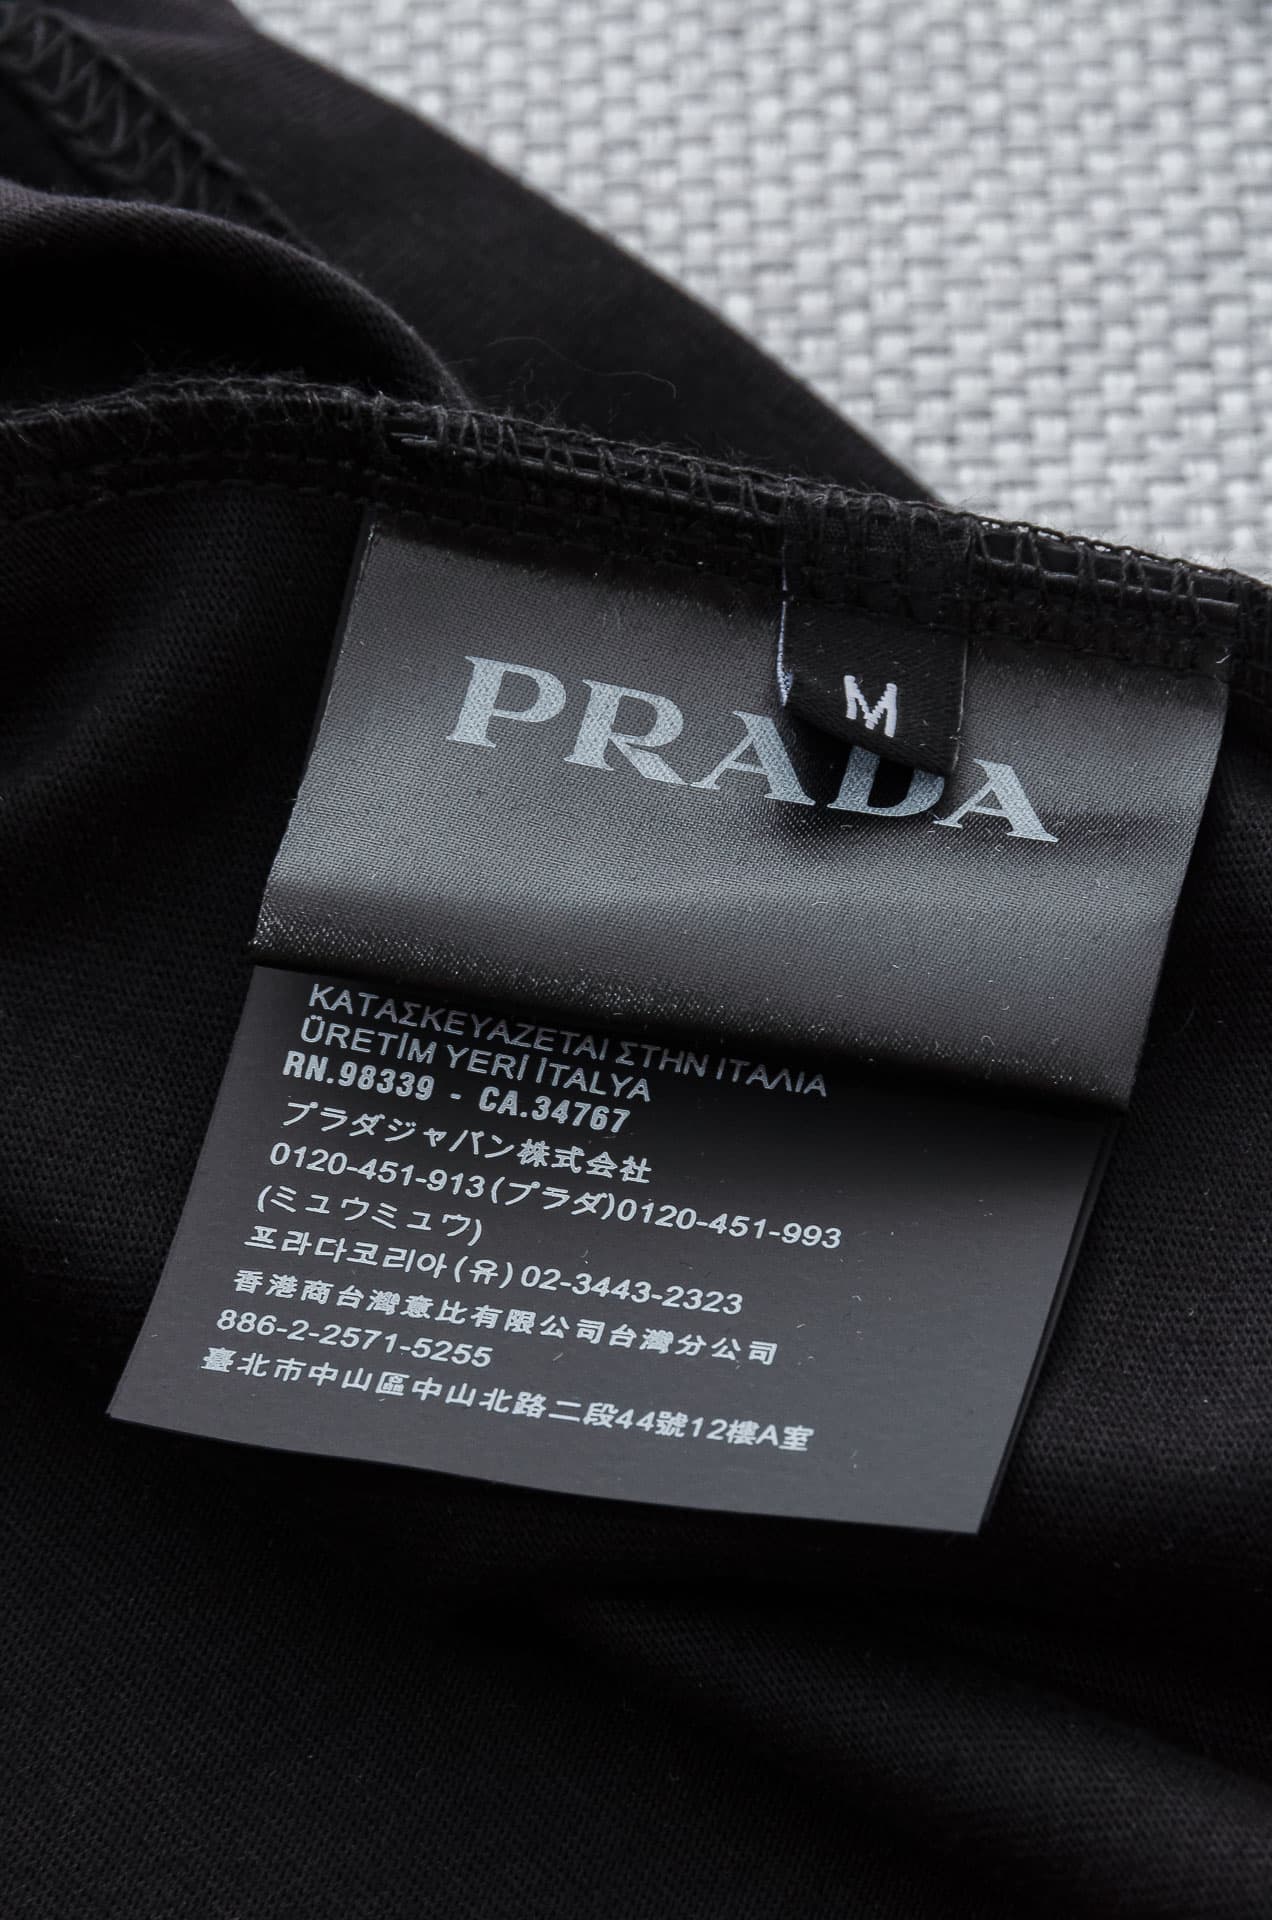 PRADA
M
ΚΑΤΑΣΚΕΥΑΖΕΤΑΙ ΣΤΗΝ ΙΤΑΛΙΑ
ÜRETİM YERİ İTALYA
RN.98339 - CA.34767
プラダジャパン株式会社
0120-451-913(プラダ)0120-451-993
(ミュウミュウ)
프라다코리아(유)02-3443-2323
香港商台灣意比有限公司台灣分公司
886-2-2571-5255
臺北市中山區中山北路二段44號12樓A室